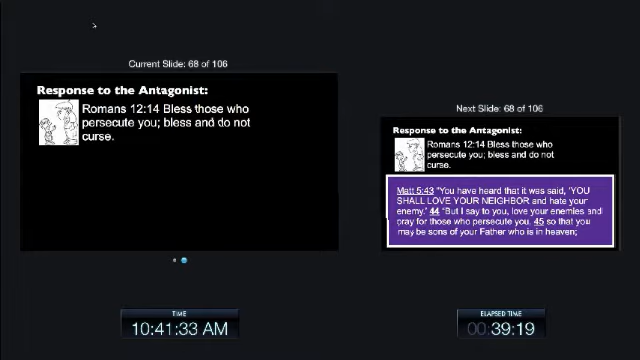 Current Slide: 68 of 106
Response to the Antagonist:
Romans 12:14 Bless those who
persecute you; bless and do not
curse.
Next Slide: 68 of 106
Response to the Antagonist:
Romans 12:14 Bless those who
persecute you; bless and do not
curse.
Matt 5:43 "You have heard that it was said, 'YOU
SHALL LOVE YOUR NEIGHBOR and hate your
enemy.' 44 "But I say to you, love your enemies and
pray for those who persecute you. 45 so that you
may be sons of your Father who is in heaven;
TIME
10:41:33 AM
ELAPSED TIME
00:39:19